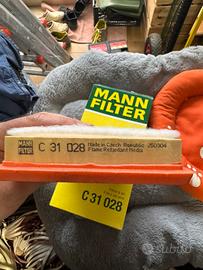 MANN
FILTER
MANN
FILTER
C 31 028
Made in Czech Republic 250304
Flame Retardant Media
C 31 028
subito